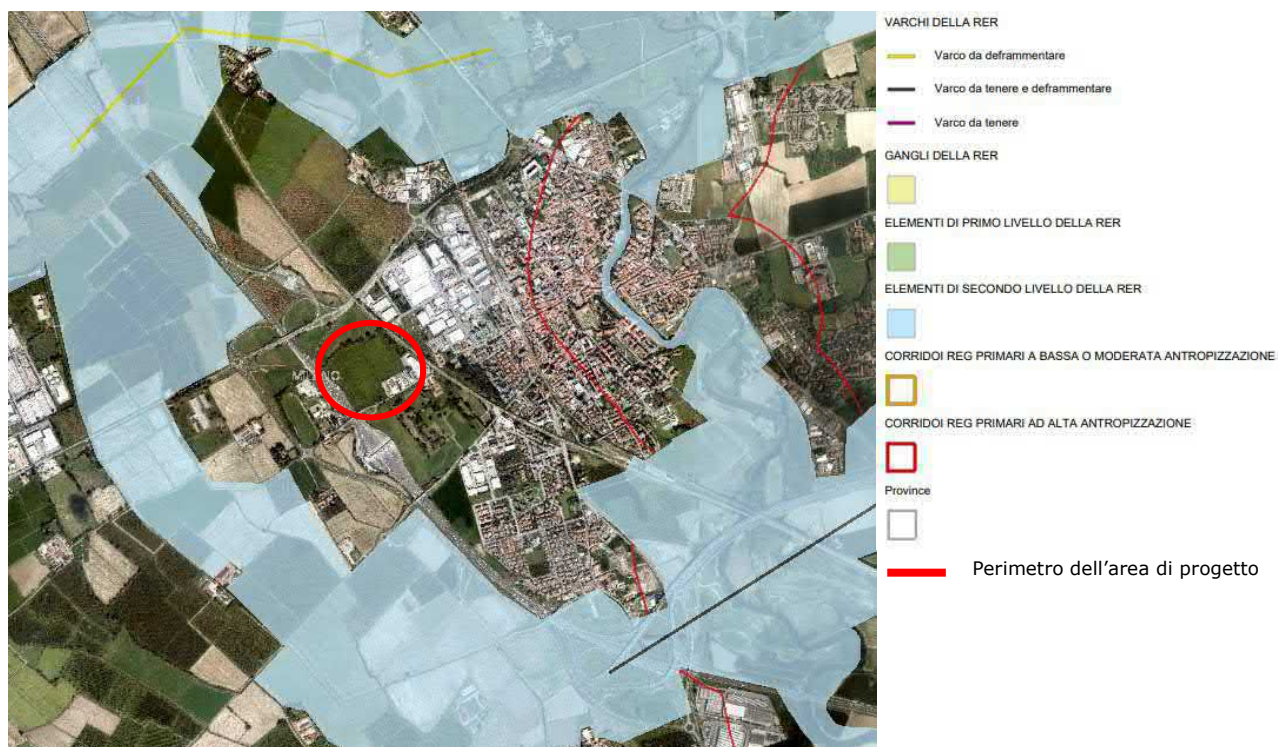 VARCHI DELLA RER
Varco da deframmentare
Varco da tenere e deframmentare
Varco da tenere
GANGLI DELLA RER
ELEMENTI DI PRIMO LIVELLO DELLA RER
ELEMENTI DI SECONDO LIVELLO DELLA RER
CORRIDOI REG PRIMARI A BASSA O MODERATA ANTROPIZZAZIONE
CORRIDOI REG PRIMARI AD ALTA ANTROPIZZAZIONE
Province
Perimetro dell'area di progetto
MILANO